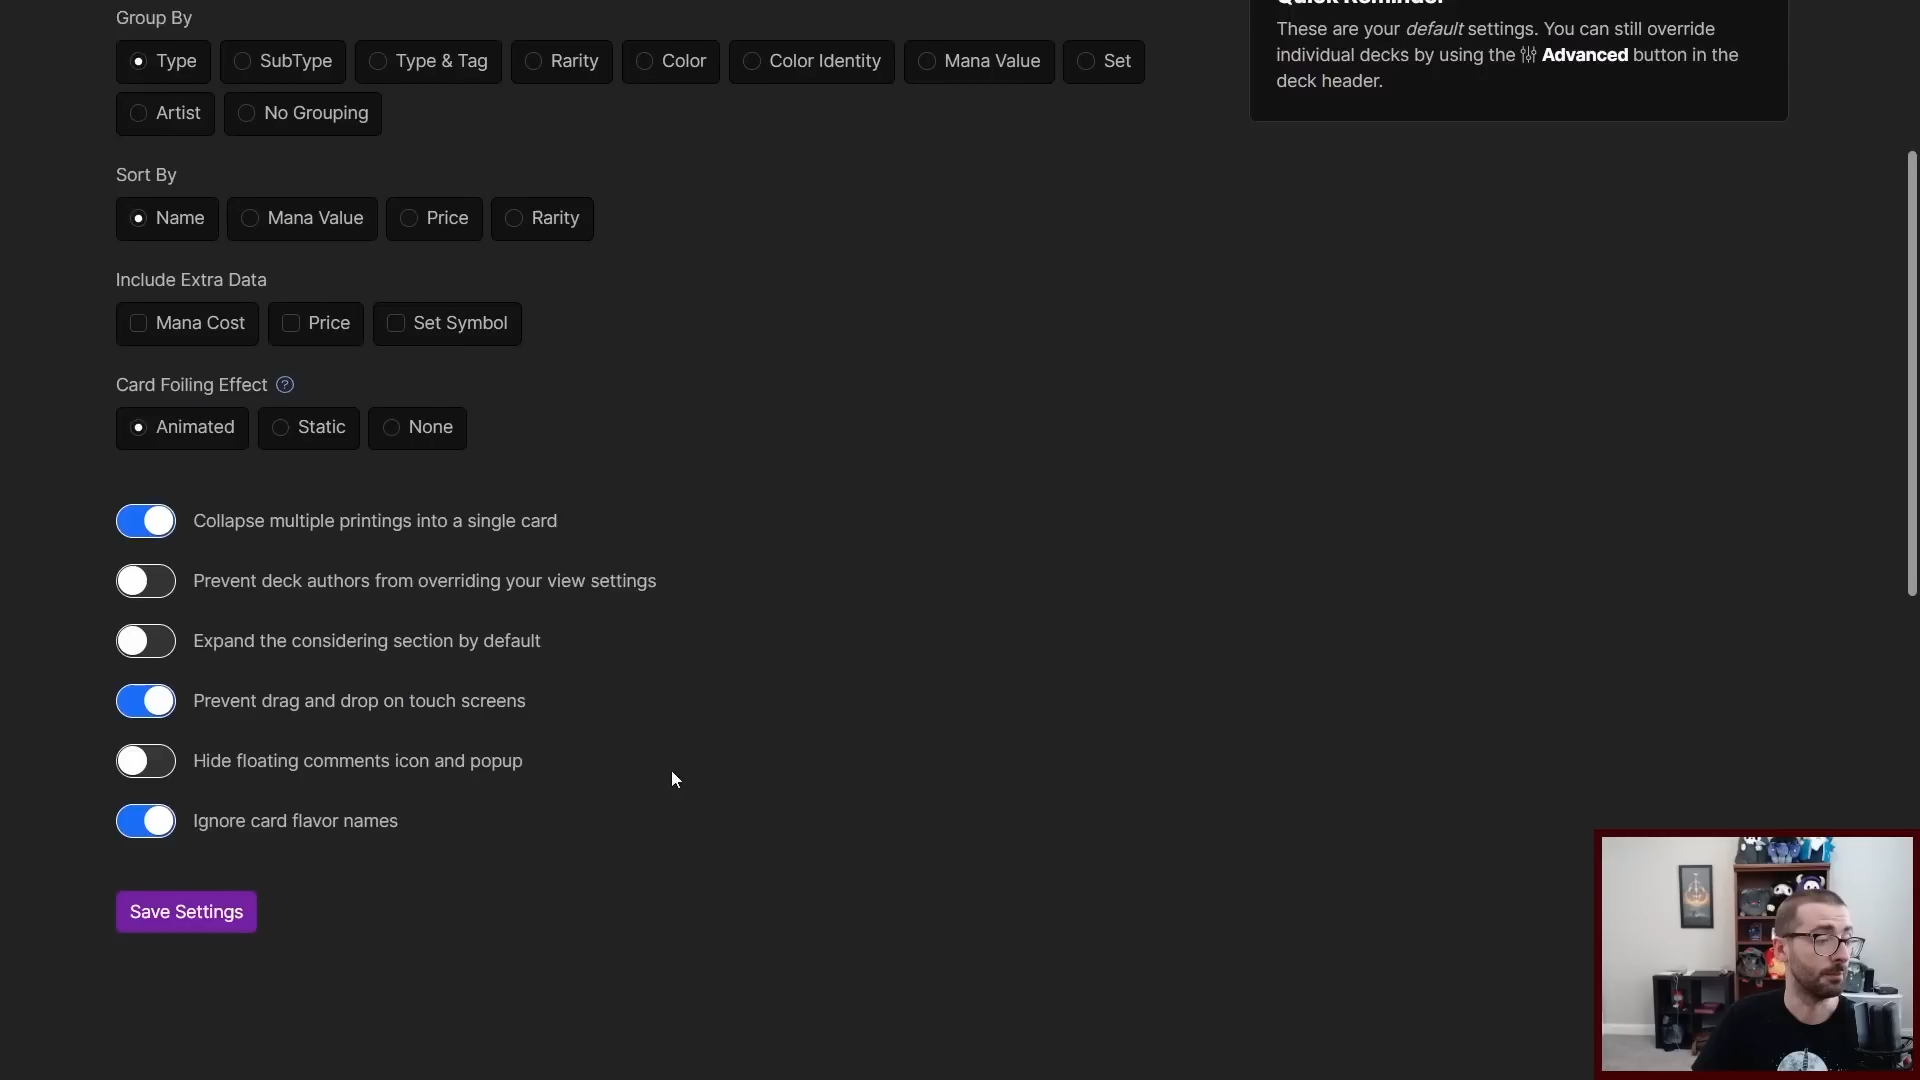 Group By
Type
SubType
Type & Tag
Rarity
Color
Color Identity
Mana Value
Set
Artist
No Grouping
Sort By
Name
Mana Value
Price
Rarity
Include Extra Data
Mana Cost
Price
Set Symbol
Card Foiling Effect ?
Animated
Static
None
Collapse multiple printings into a single card
Prevent deck authors from overriding your view settings
Expand the considering section by default
Prevent drag and drop on touch screens
Hide floating comments icon and popup
Ignore card flavor names
Save Settings
Quick Reminder
These are your default settings. You can still override
individual decks by using the Advanced button in the
deck header.